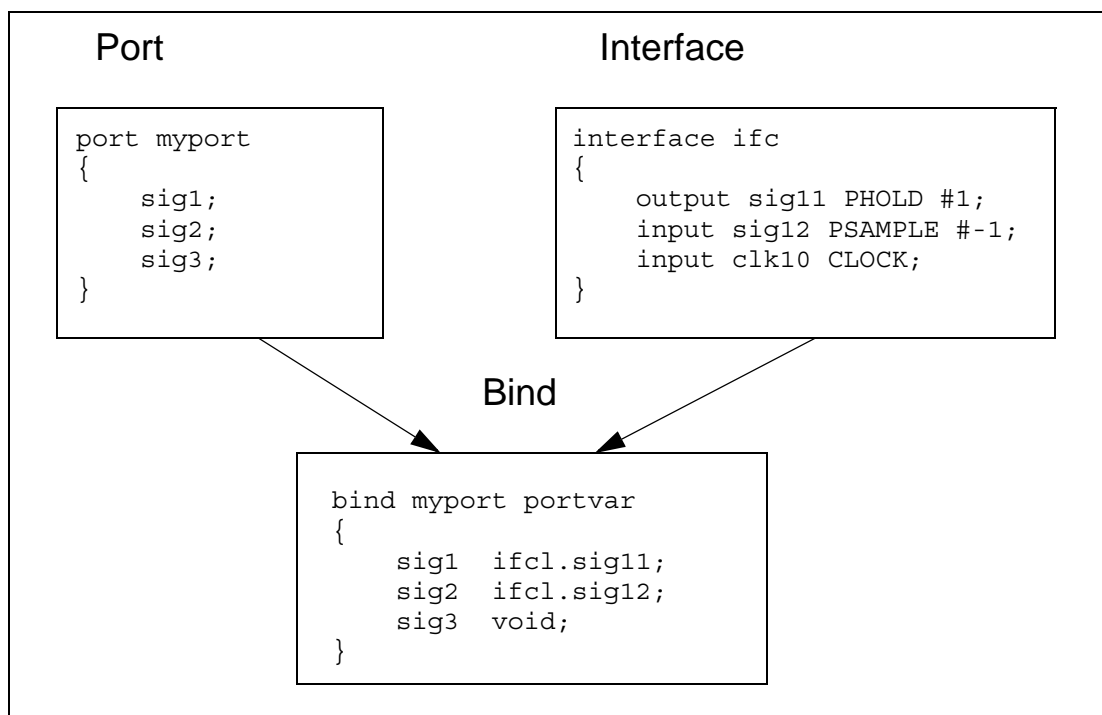 Port
Interface
port myport
{
sig1;
sig2;
sig3;
}
interface ifc
{
output sig11 PHOLD #1;
input sig12 PSAMPLE #-1;
input clk10 CLOCK;
}
Bind
bind myport portvar
{
sig1 ifcl.sig11;
sig2 ifcl.sig12;
sig3 void;
}